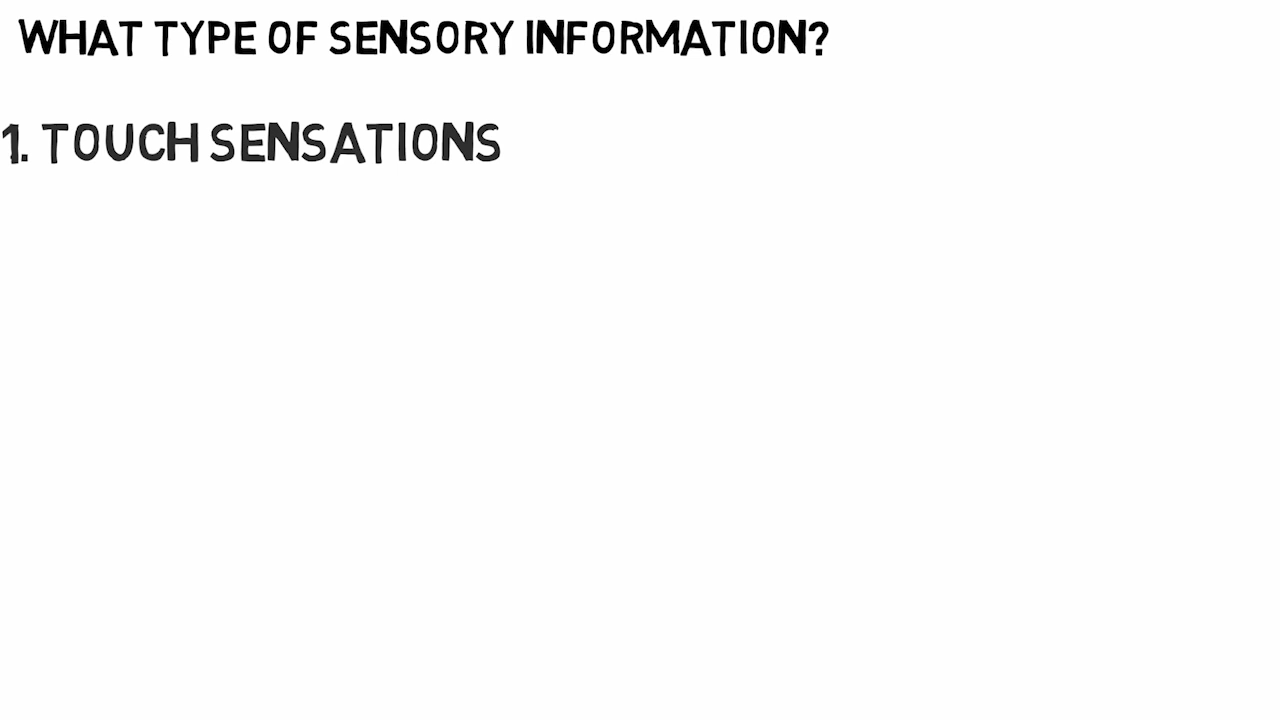 WHAT TYPE OF SENSORY INFORMATION?
1. TOUCH SENSATIONS